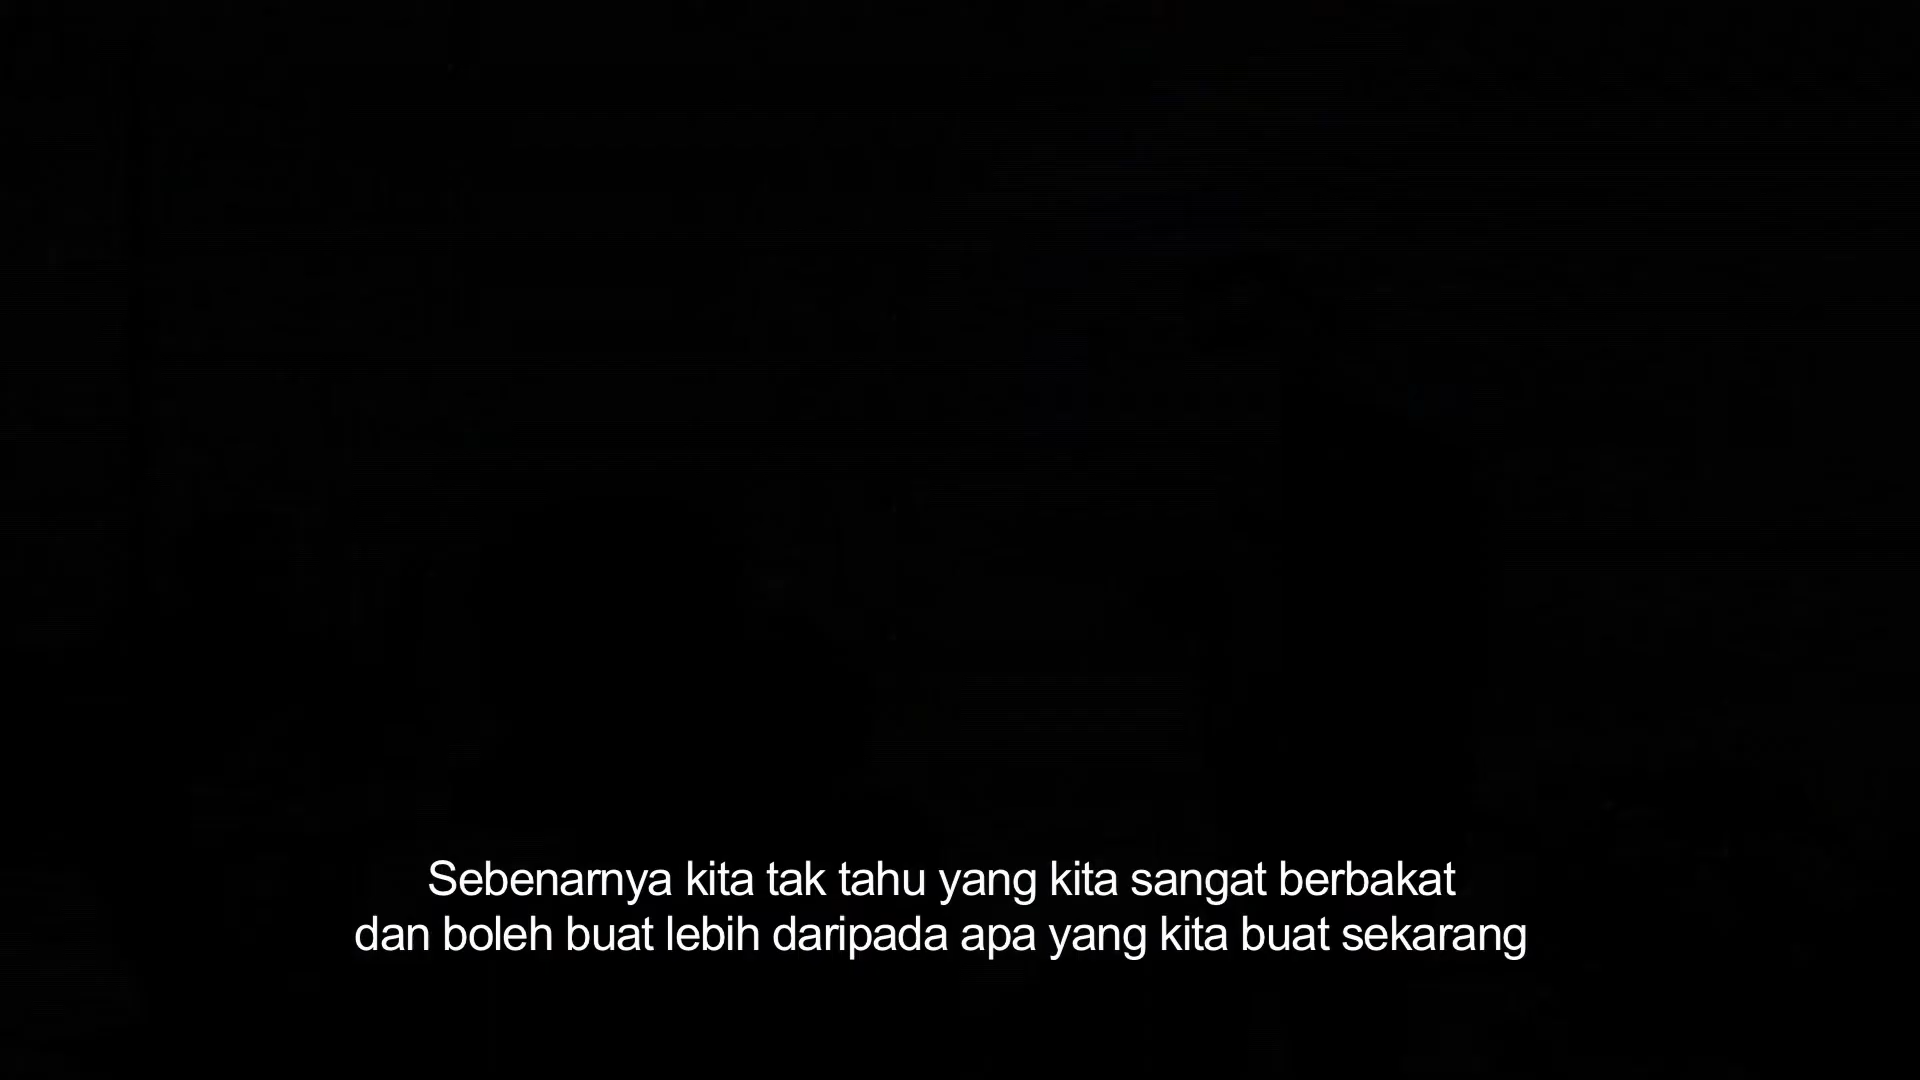 Sebenarnya kita tak tahu yang kita sangat berbakat
dan boleh buat lebih daripada apa yang kita buat sekarang